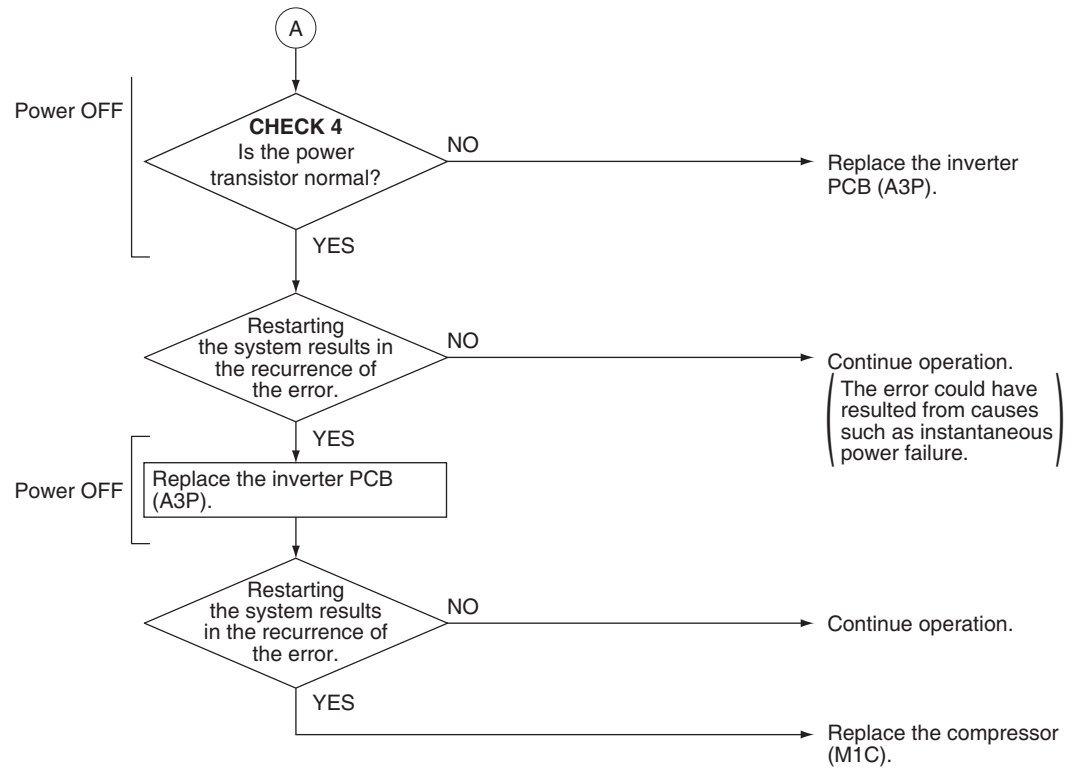 A
Power OFF
CHECK 4
Is the power
transistor normal?
NO
Replace the inverter
PCB (A3P).
YES
Restarting
the system results in
the recurrence of
the error.
NO
Continue operation.
The error could have
resulted from causes
such as instantaneous
power failure.
YES
Power OFF
Replace the inverter PCB
(A3P).
Restarting
the system results
in the recurrence of
the error.
NO
Continue operation.
YES
Replace the compressor
(M1C).